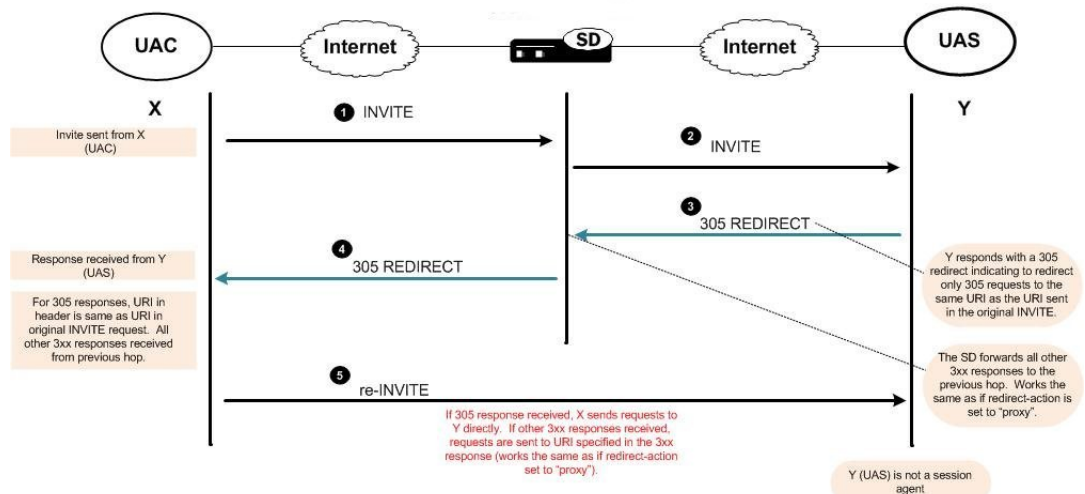 UAC
Internet
SD
Internet
UAS
X
Y
1 INVITE
Invite sent from X
(UAC)
2 INVITE
3 305 REDIRECT
4 305 REDIRECT
Response received from Y
(UAS)
Y responds with a 305
redirect indicating to redirect
only 305 requests to the
same URI as the URI sent
in the original INVITE.
For 305 responses, URI in
header is same as URI in
original INVITE request. All
other 3xx responses received
from previous hop.
The SD forwards all other
3xx responses to the
previous hop. Works the
same as if redirect-action is
set to “proxy”.
5 re-INVITE
If 305 response received, X sends requests to
Y directly. If other 3xx responses received,
requests are sent to URI specified in the 3xx
response (works the same as if redirect-action
set to “proxy”).
Y (UAS) is not a session
agent